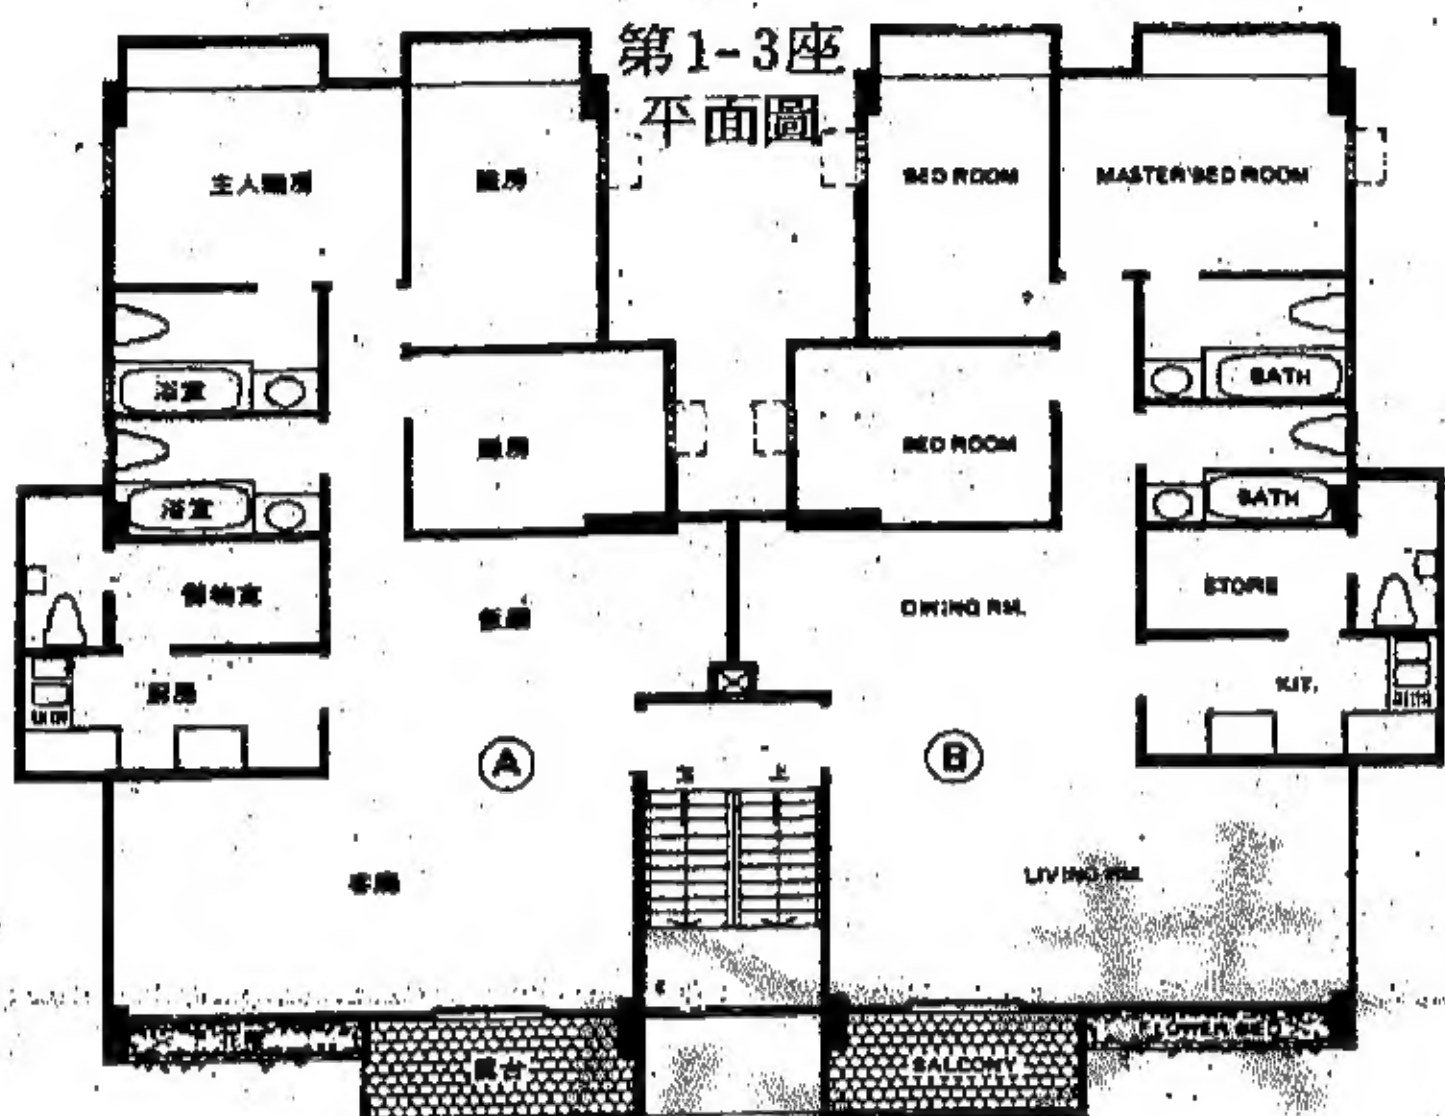 第1-3座
平面圖
主人睡房
睡房
BED ROOM
MASTER BED ROOM
浴室
BATH
睡房
BED ROOM
浴室
BATH
儲物室
飯廳
DINING RM.
STORE
廚房
KIT.
A
B
上
客廳
LIVING RM.
露台
BALCONY